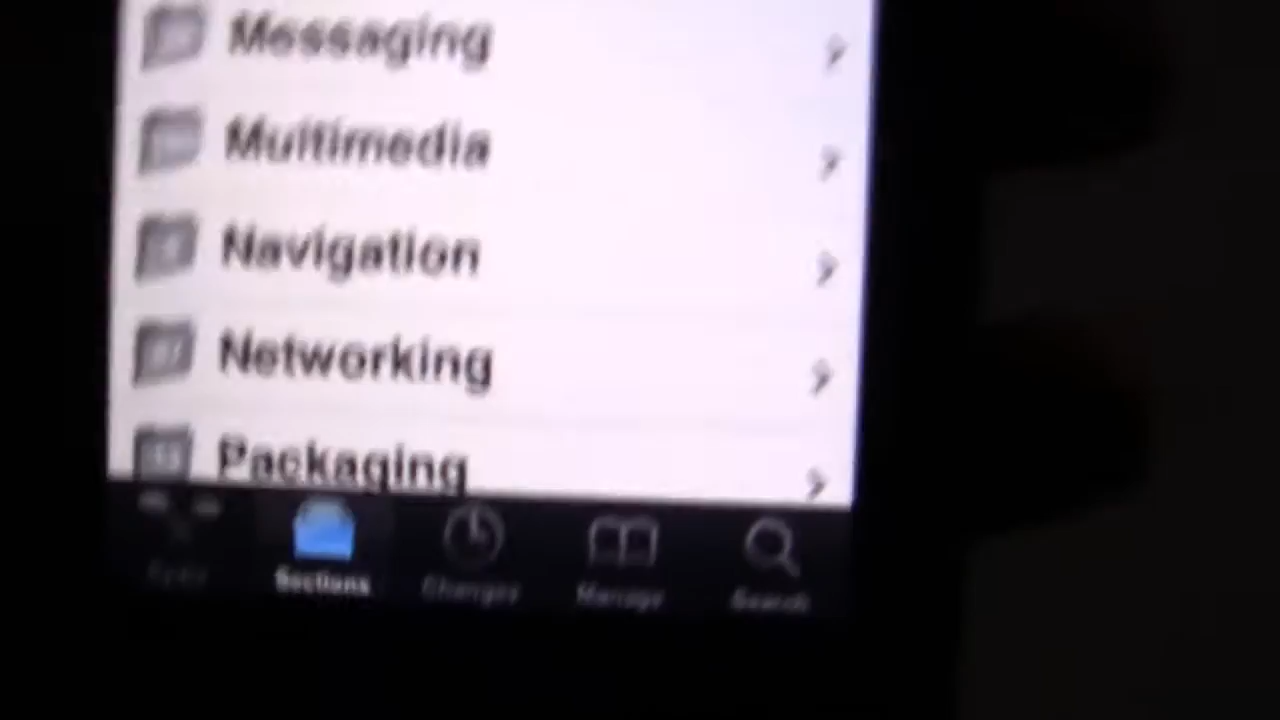 Messaging
Multimedia
Navigation
Networking
Packaging
Sections
Changes
Manage
Search